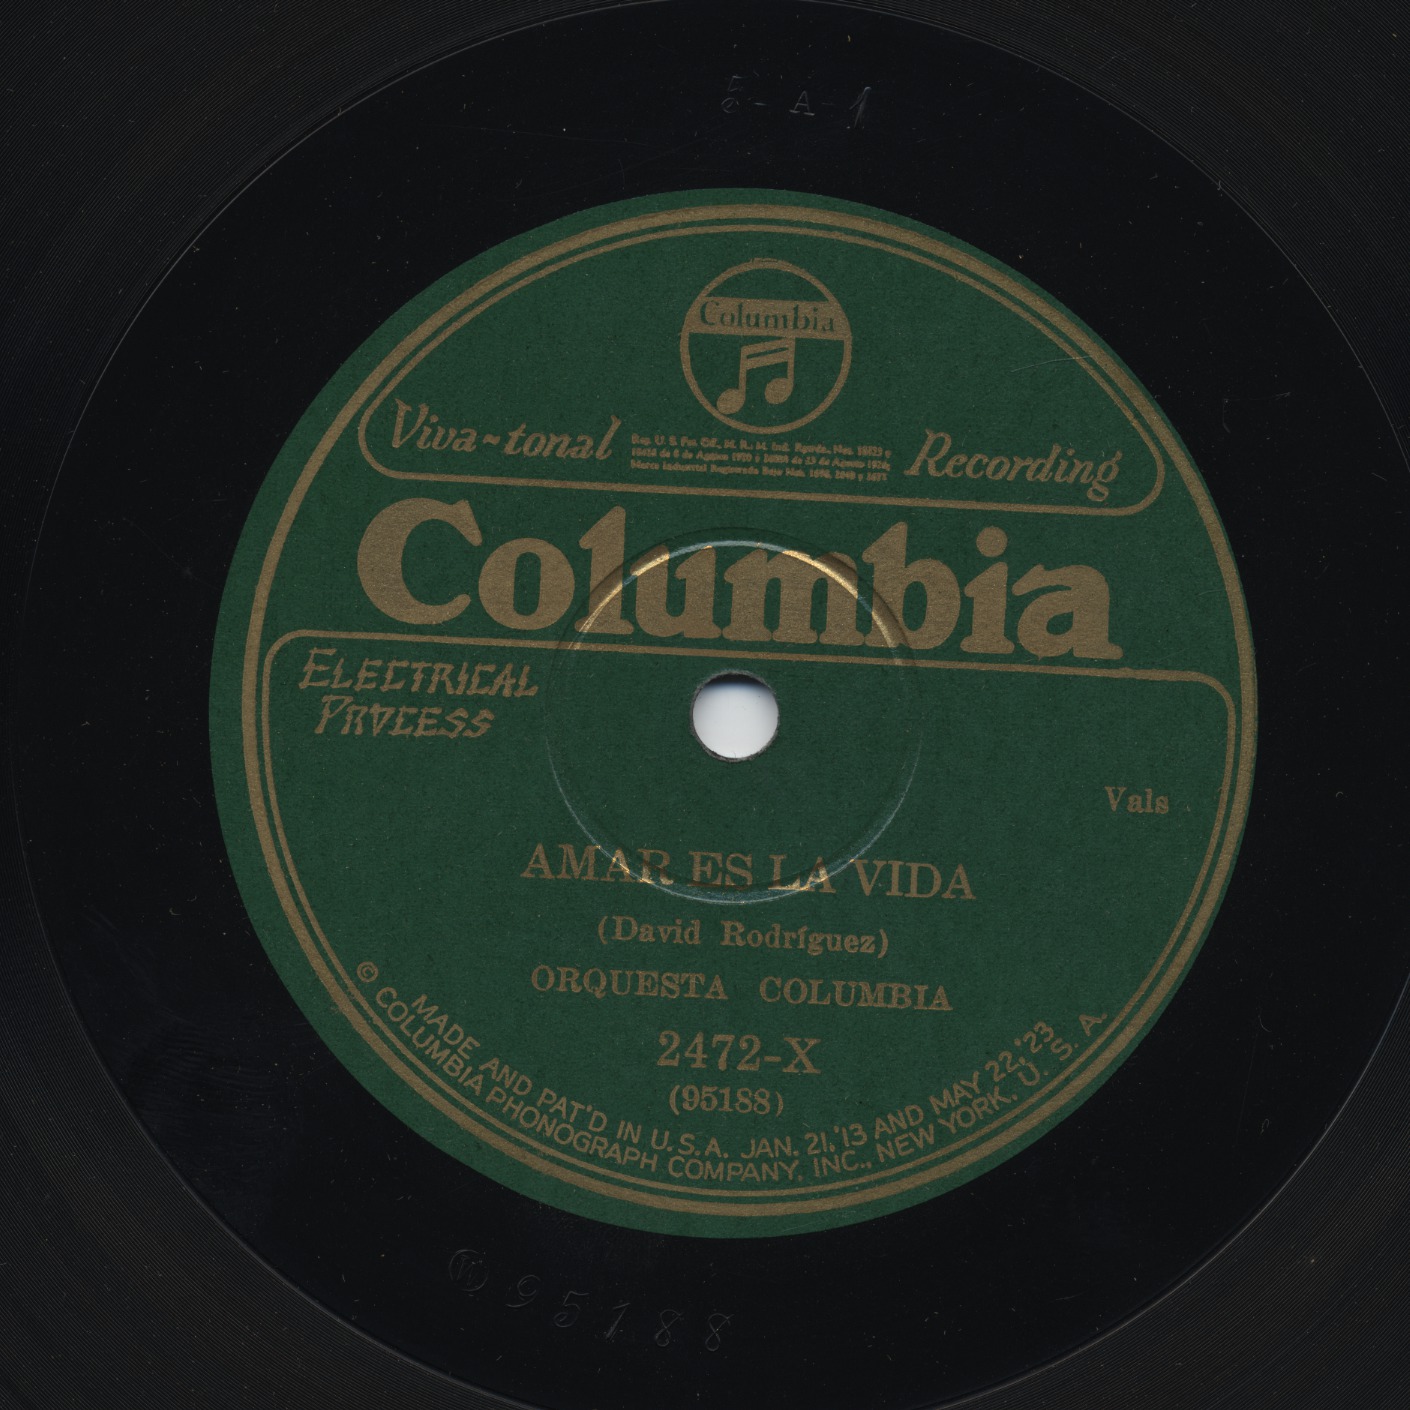 5-A-1
Columbia
Viva-tonal Recording
Columbia
ELECTRICAL
PROCESS
Vals
AMAR ES LA VIDA
(David Rodríguez)
ORQUESTA COLUMBIA
2472-X
(95188)
MADE AND PAT'D IN U.S.A. JAN. 21,'13 AND MAY 22,'23
© COLUMBIA PHONOGRAPH COMPANY, INC., NEW YORK, U.S.A.
W 95188